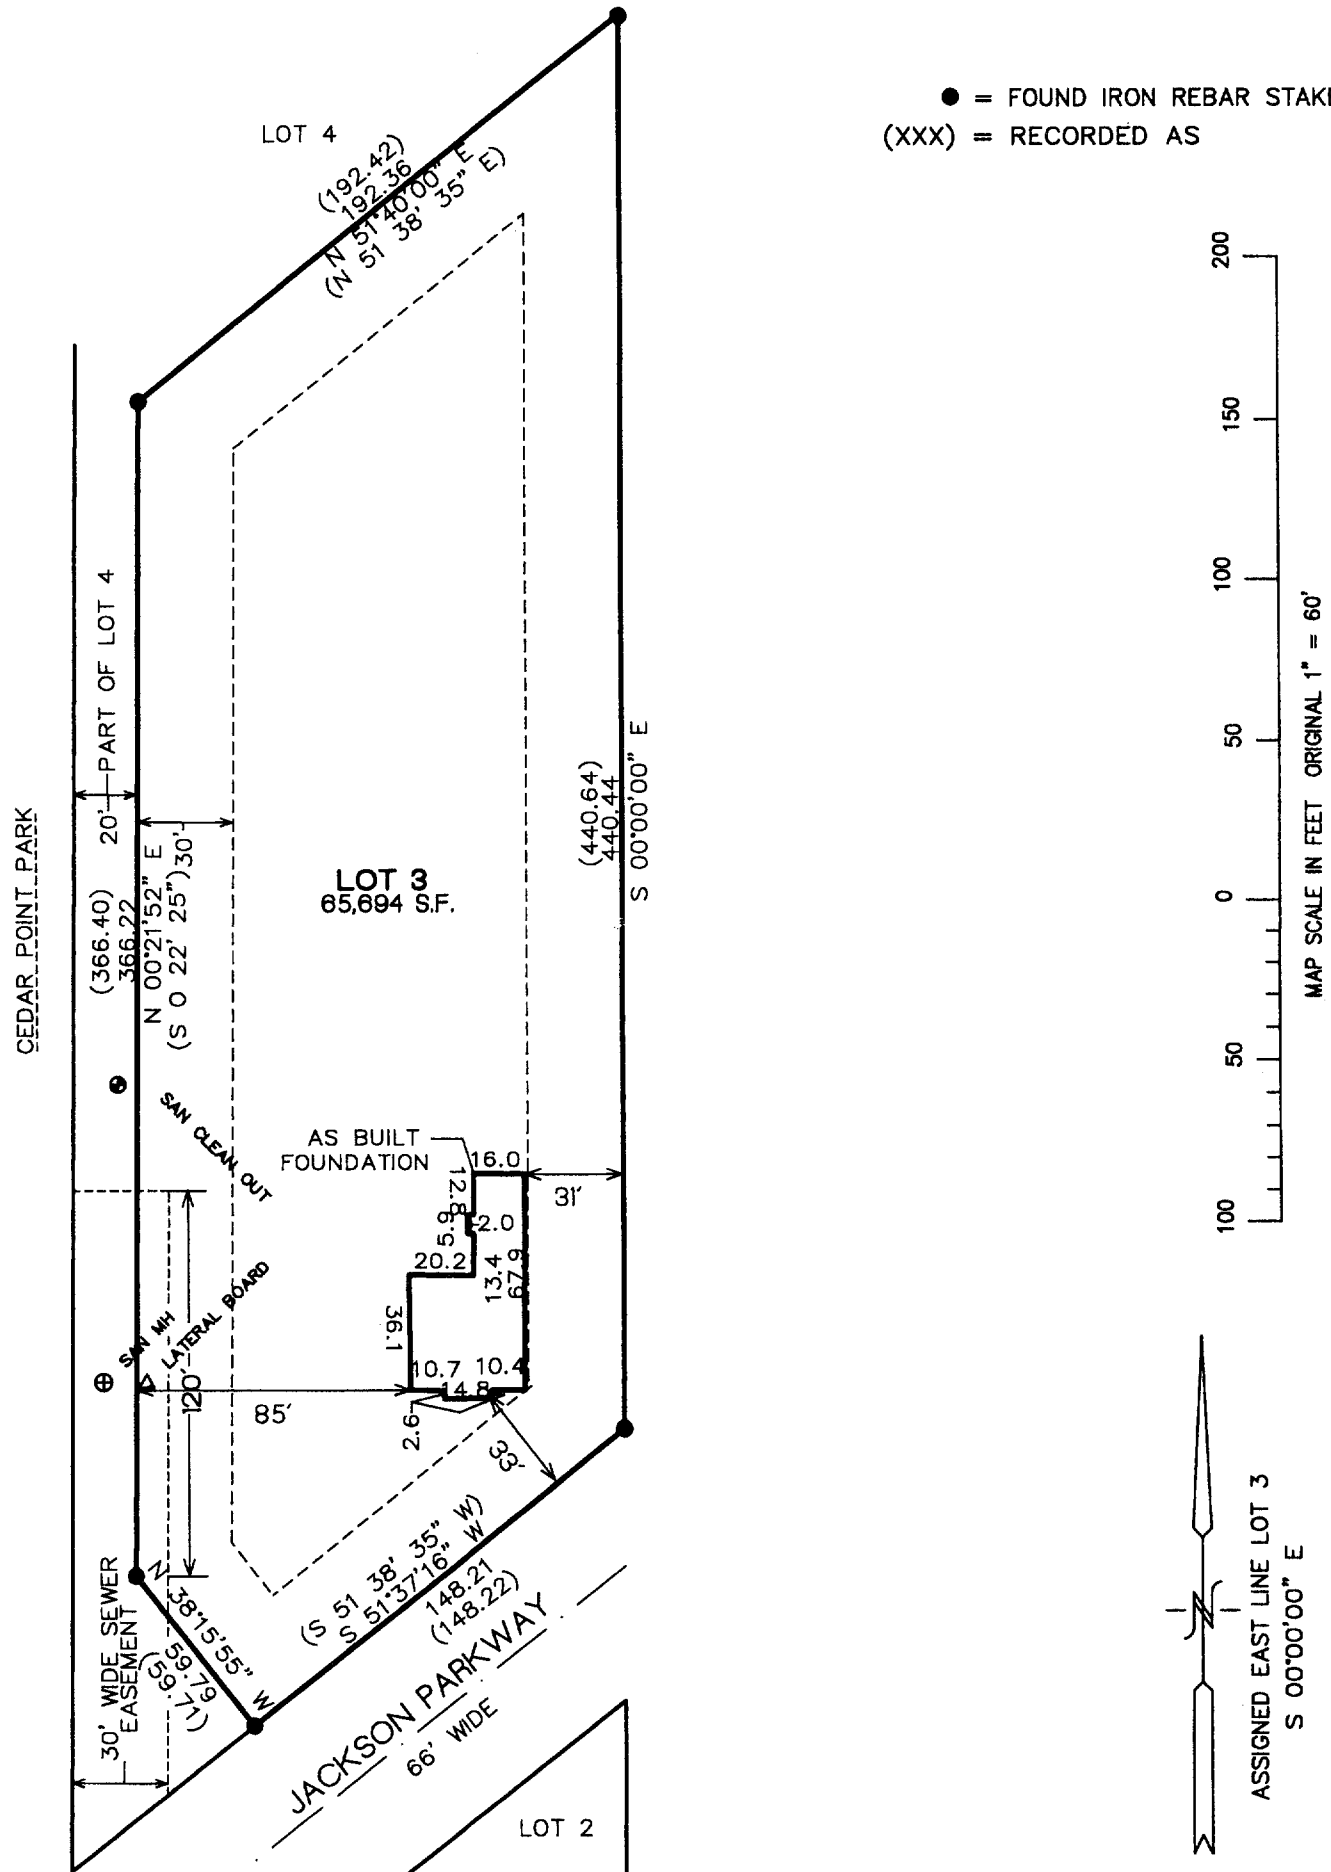 ● = FOUND IRON REBAR STAK
(XXX) = RECORDED AS
LOT 4
(192.42)
192.36
N 51°40'00" E
(N 51 38' 35" E)
200
150
100
50
0
50
100
MAP SCALE IN FEET ORIGINAL 1" = 60'
PART OF LOT 4
20'
CEDAR POINT PARK
(366.40)
366.22
N 00°21'52" E
(S 0 22' 25")
30'
LOT 3
65,694 S.F.
(440.64)
440.44
S 00°00'00" E
SAN CLEAN OUT
AS BUILT
FOUNDATION
16.0
12.8
5.6
2.0
31'
20.2
13.4
67.9
36.1
10.7
10.4
14.8
2.6
SAN MH
LATERAL BOARD
120'
85'
33'
30' WIDE SEWER
EASEMENT
N 38°15'55" W
59.79
(59.71)
(S 51 38' 35" W)
S 51°37'16" W
148.21
(148.22)
JACKSON PARKWAY
66' WIDE
LOT 2
N
ASSIGNED EAST LINE LOT 3
S 00°00'00" E